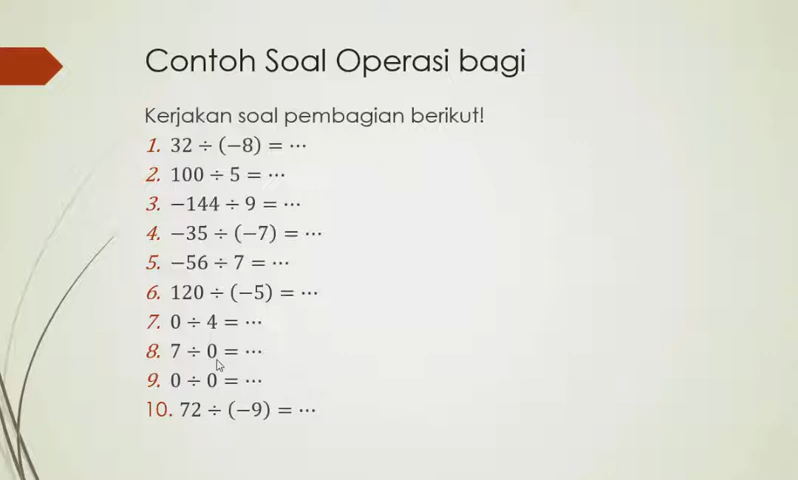 Contoh Soal Operasi bagi
Kerjakan soal pembagian berikut!
1. 32 ÷ (−8) = ⋯
2. 100 ÷ 5 = ⋯
3. −144 ÷ 9 = ⋯
4. −35 ÷ (−7) = ⋯
5. −56 ÷ 7 = ⋯
6. 120 ÷ (−5) = ⋯
7. 0 ÷ 4 = ⋯
8. 7 ÷ 0 = ⋯
9. 0 ÷ 0 = ⋯
10. 72 ÷ (−9) = ⋯